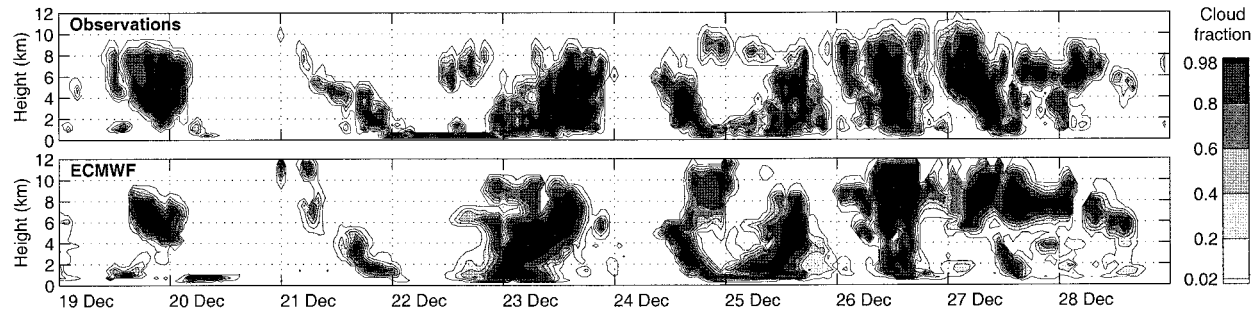 Observations
Height (km)
12
10
8
6
4
2
0
ECMWF
Height (km)
12
10
8
6
4
2
0
19 Dec 20 Dec 21 Dec 22 Dec 23 Dec 24 Dec 25 Dec 26 Dec 27 Dec 28 Dec
Cloud
fraction
0.98
0.8
0.6
0.4
0.2
0.02